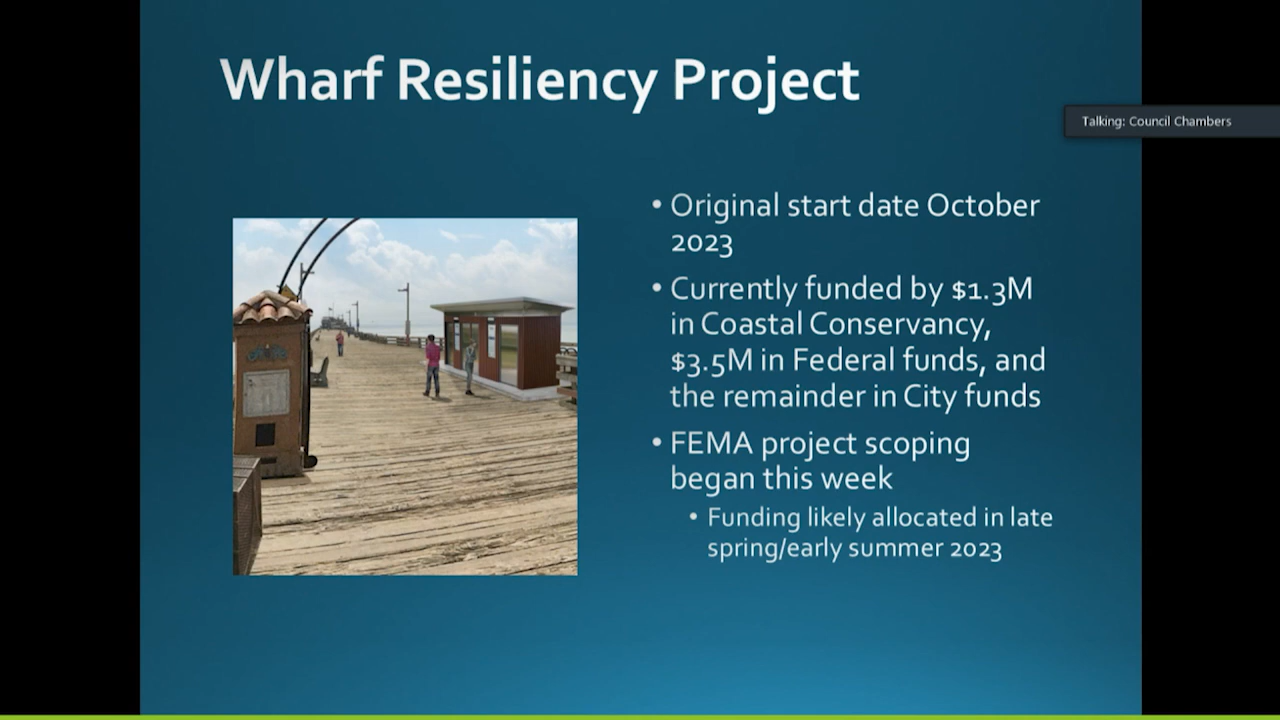 Wharf Resiliency Project
Talking: Council Chambers
• Original start date October
2023
• Currently funded by $1.3M
in Coastal Conservancy,
$3.5M in Federal funds, and
the remainder in City funds
• FEMA project scoping
began this week
• Funding likely allocated in late
spring/early summer 2023